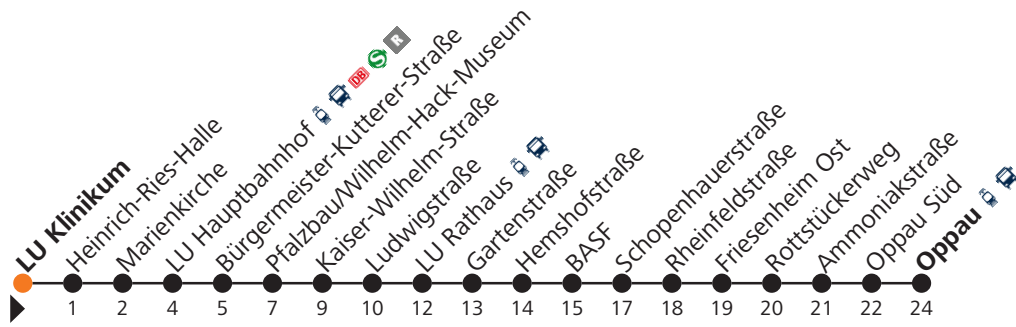 LU Klinikum
Heinrich-Ries-Halle
Marienkirche
LU Hauptbahnhof DB S R
Bürgermeister-Kutterer-Straße
Pfalzbau/Wilhelm-Hack-Museum
Kaiser-Wilhelm-Straße
Ludwigstraße
LU Rathaus
Gartenstraße
Hemshofstraße
BASF
Schopenhauerstraße
Rheinfeldstraße
Friesenheim Ost
Rottstückerweg
Ammoniakstraße
Oppau Süd
Oppau
1 2 4 5 7 9 10 12 13 14 15 17 18 19 20 21 22 24